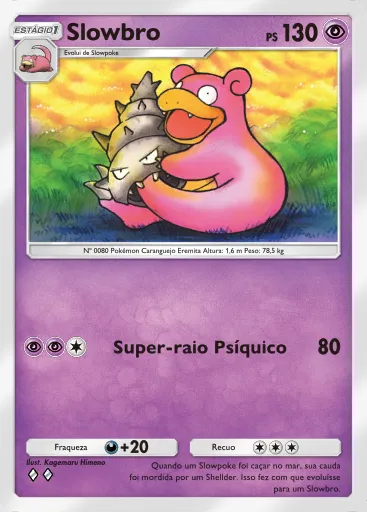 ESTÁGIO 1
Slowbro
PS 130
Evolui de Slowpoke
Nº 0080 Pokémon Caranguejo Eremita Altura: 1,6 m Peso: 78,5 kg
Super-raio Psíquico 80
Fraqueza +20 Recuo
Ilust. Kagemaru Himeno
Quando um Slowpoke foi caçar no mar, sua cauda
foi mordida por um Shellder. Isso fez com que evoluísse
para um Slowbro.